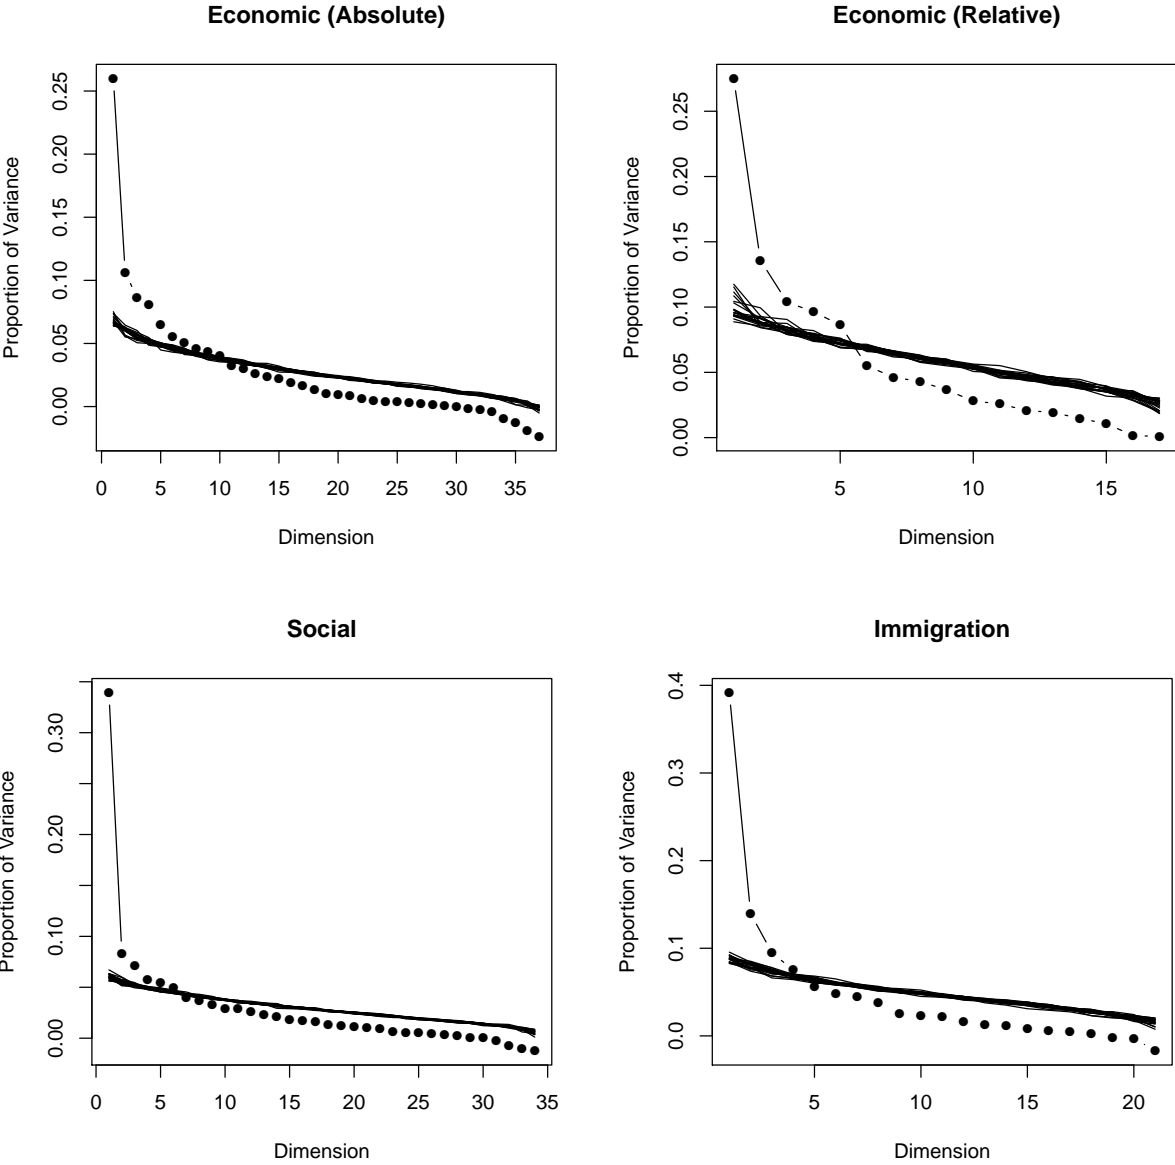 Economic (Absolute)
Proportion of Variance
0.25
0.20
0.15
0.10
0.05
0.00
0 5 10 15 20 25 30 35
Dimension
Economic (Relative)
Proportion of Variance
0.25
0.20
0.15
0.10
0.05
0.00
5 10 15
Dimension
Social
Proportion of Variance
0.30
0.20
0.10
0.00
0 5 10 15 20 25 30 35
Dimension
Immigration
Proportion of Variance
0.4
0.3
0.2
0.1
0.0
5 10 15 20
Dimension